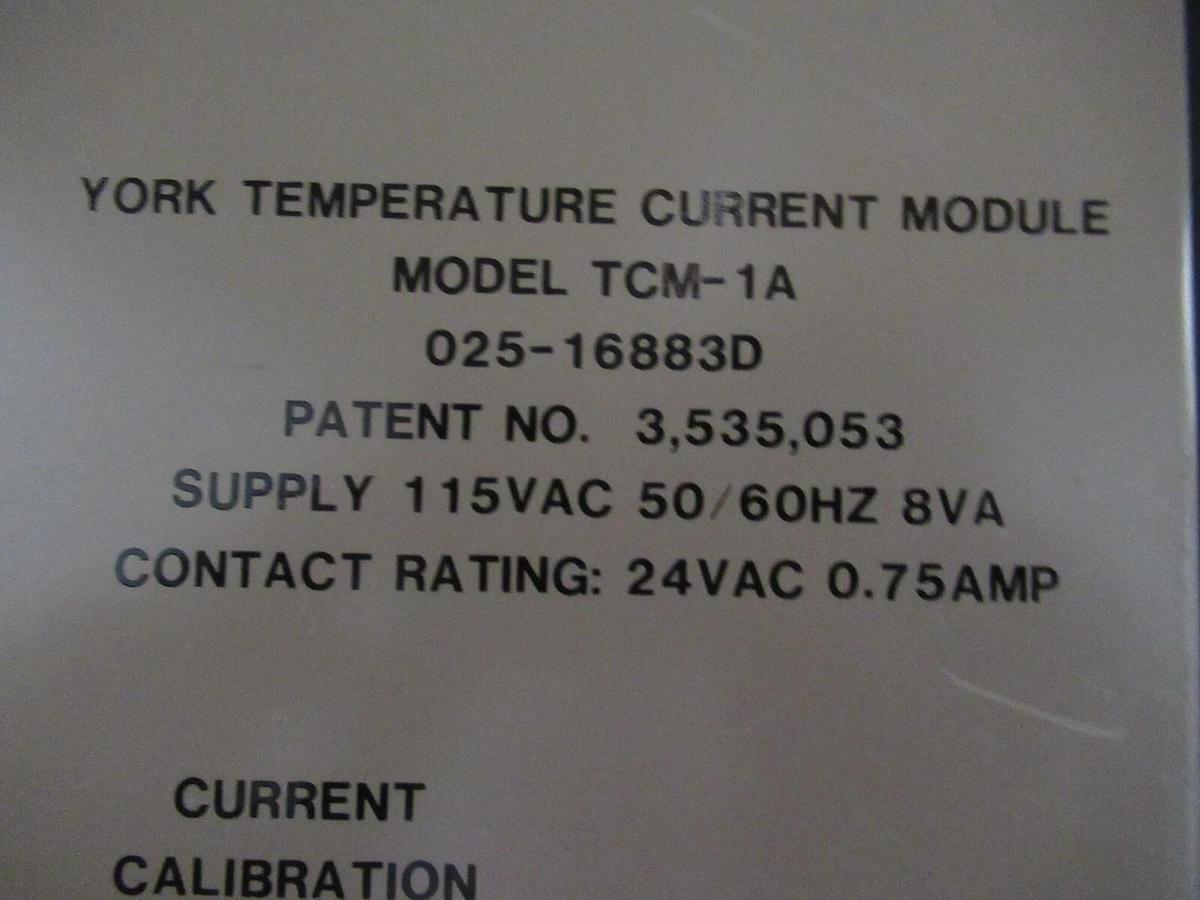 YORK TEMPERATURE CURRENT MODULE
MODEL TCM-1A
025-16883D
PATENT NO. 3,535,053
SUPPLY 115VAC 50/60HZ 8VA
CONTACT RATING: 24VAC 0.75AMP
CURRENT
CALIBRATION